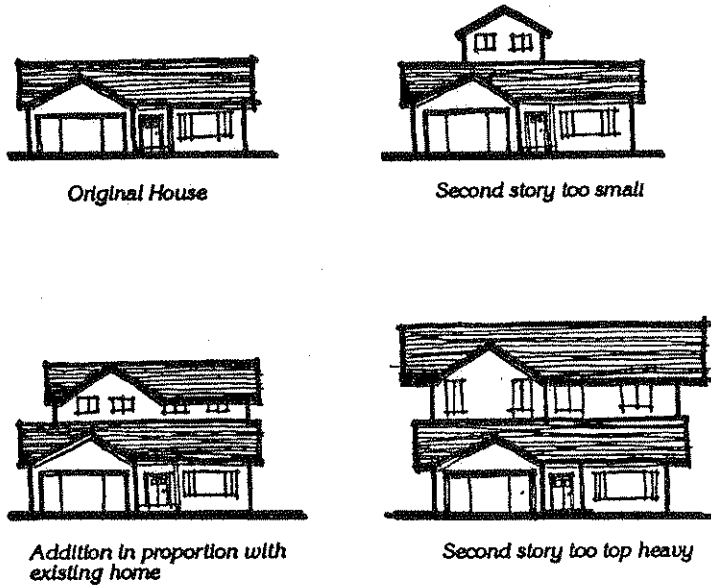 Original House
Second story too small
Addition in proportion with
existing home
Second story too top heavy